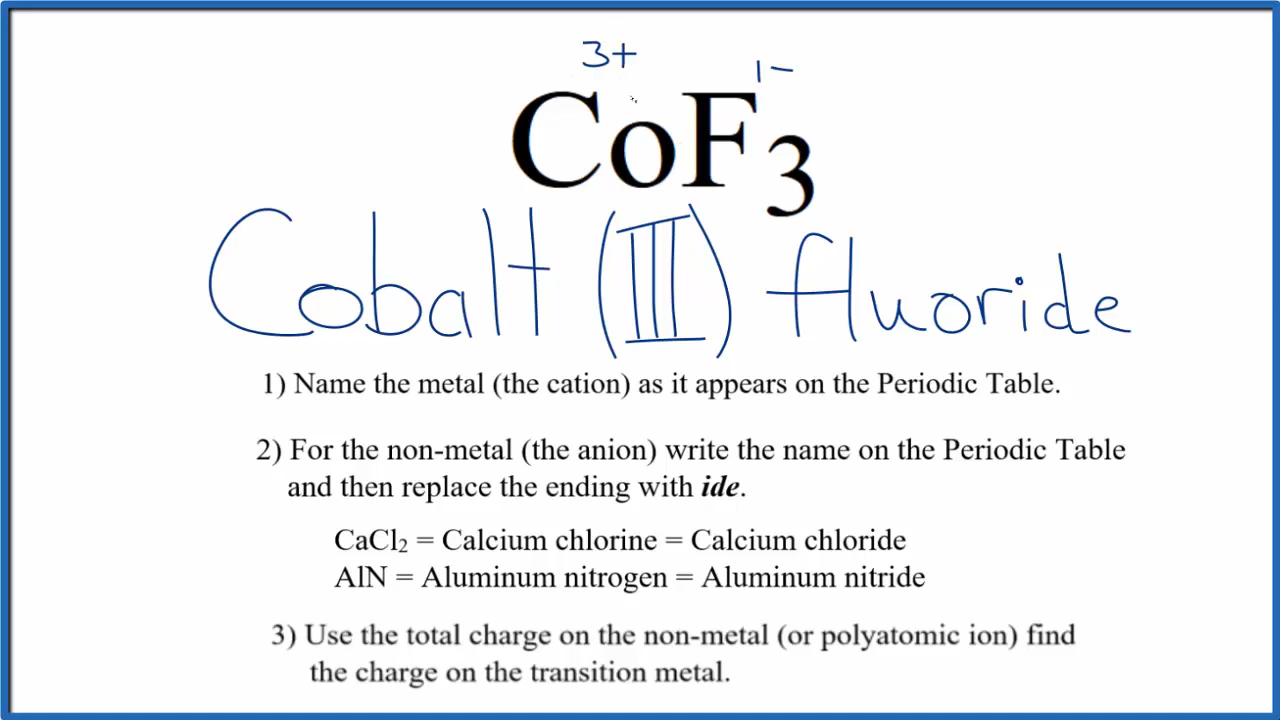 3+ 1-
CoF₃
Cobalt (III) fluoride
1) Name the metal (the cation) as it appears on the Periodic Table.
2) For the non-metal (the anion) write the name on the Periodic Table
and then replace the ending with ide.
CaCl₂ = Calcium chlorine = Calcium chloride
AlN = Aluminum nitrogen = Aluminum nitride
3) Use the total charge on the non-metal (or polyatomic ion) find
the charge on the transition metal.